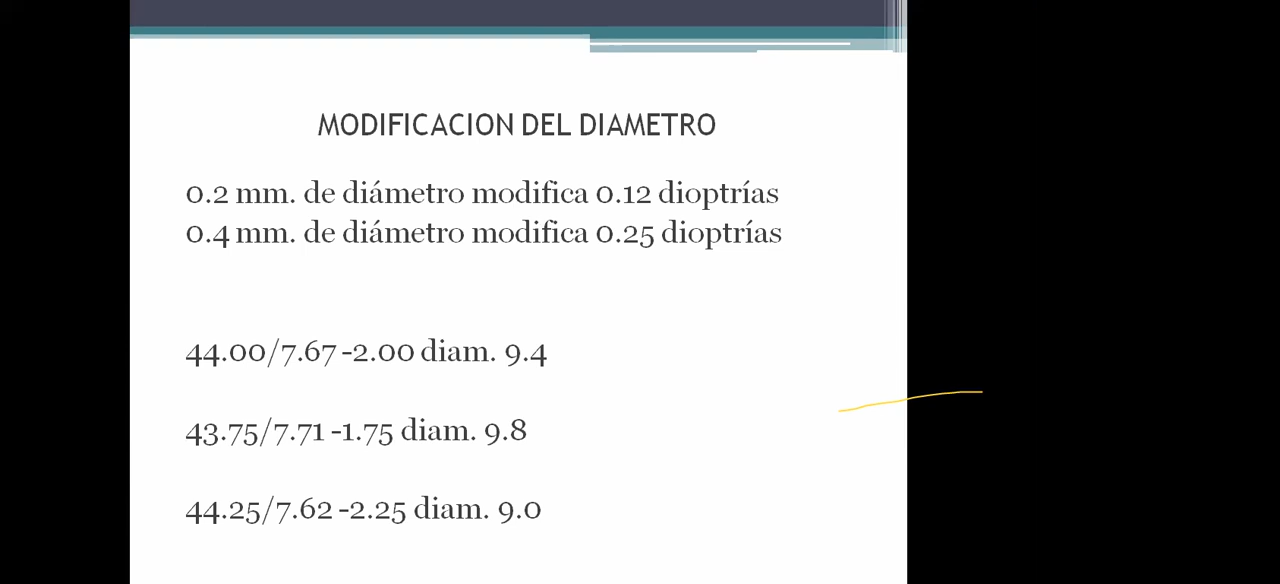 MODIFICACION DEL DIAMETRO
0.2 mm. de diámetro modifica 0.12 dioptrías
0.4 mm. de diámetro modifica 0.25 dioptrías
44.00/7.67 -2.00 diam. 9.4
43.75/7.71 -1.75 diam. 9.8
44.25/7.62 -2.25 diam. 9.0